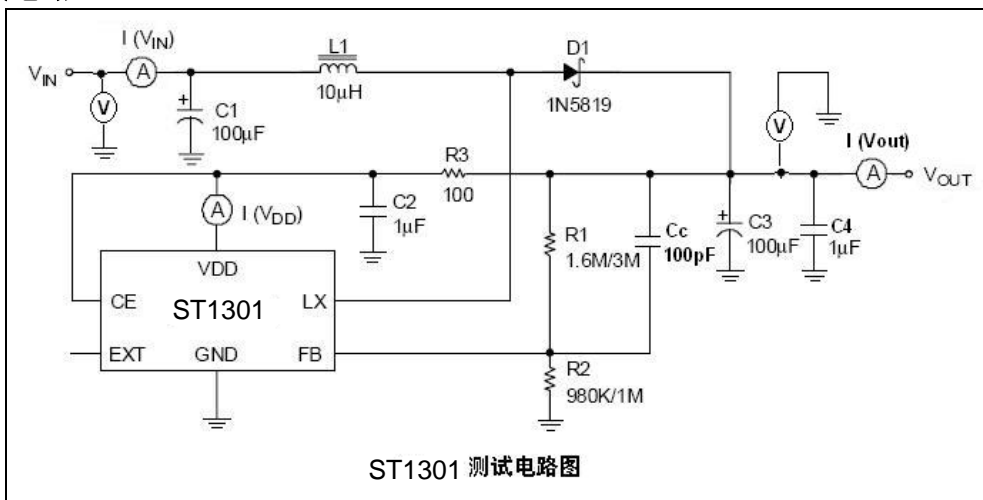 I (V_IN)
L1
D1
V_IN
A
10μH
1N5819
V
C1
100μF
V
I (Vout)
R3
A
V_OUT
100
A
I (V_DD)
C2
1μF
R1
1.6M/3M
Cc
100pF
C3
100μF
C4
1μF
VDD
CE
ST1301
LX
EXT
GND
FB
R2
980K/1M
ST1301 测试电路图